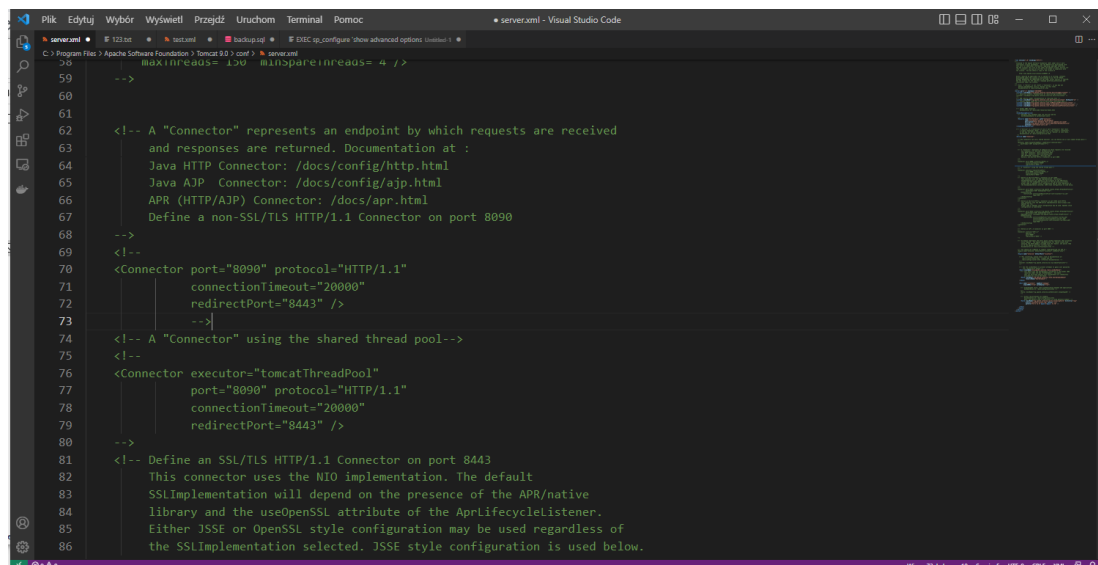 Plik Edytuj Wybór Wyświetl Przejdź Uruchom Terminal Pomoc
● server.xml - Visual Studio Code
server.xml ● 123.txt ● test.xml ● backup.sql ● EXEC sp_configure 'show advanced options Untitled-1 ●
C: > Program Files > Apache Software Foundation > Tomcat 9.0 > conf > server.xml
58 maxThreads="150" minSpareThreads="4"/>
59 -->
60
61
62 <!-- A "Connector" represents an endpoint by which requests are received
63 and responses are returned. Documentation at :
64 Java HTTP Connector: /docs/config/http.html
65 Java AJP  Connector: /docs/config/ajp.html
66 APR (HTTP/AJP) Connector: /docs/apr.html
67 Define a non-SSL/TLS HTTP/1.1 Connector on port 8090
68 -->
69 <!--
70 <Connector port="8090" protocol="HTTP/1.1"
71 connectionTimeout="20000"
72 redirectPort="8443" />
73 -->
74 <!-- A "Connector" using the shared thread pool-->
75 <!--
76 <Connector executor="tomcatThreadPool"
77 port="8090" protocol="HTTP/1.1"
78 connectionTimeout="20000"
79 redirectPort="8443" />
80 -->
81 <!-- Define an SSL/TLS HTTP/1.1 Connector on port 8443
82 This connector uses the NIO implementation. The default
83 SSLImplementation will depend on the presence of the APR/native
84 library and the useOpenSSL attribute of the AprLifecycleListener.
85 Either JSSE or OpenSSL style configuration may be used regardless of
86 the SSLImplementation selected. JSSE style configuration is used below.